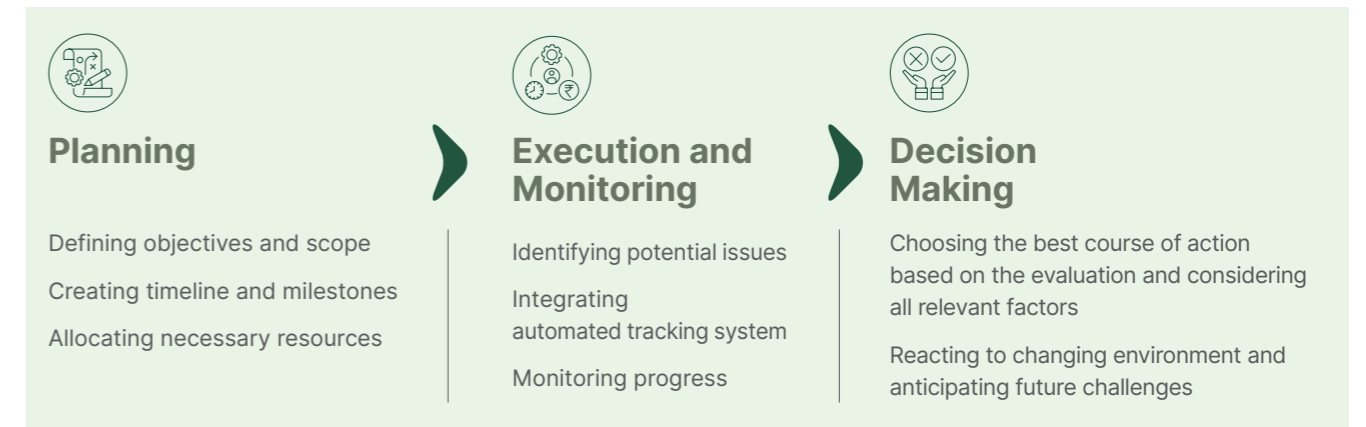 Planning
Defining objectives and scope
Creating timeline and milestones
Allocating necessary resources
Execution and
Monitoring
Identifying potential issues
Integrating
automated tracking system
Monitoring progress
Decision
Making
Choosing the best course of action
based on the evaluation and considering
all relevant factors
Reacting to changing environment and
anticipating future challenges